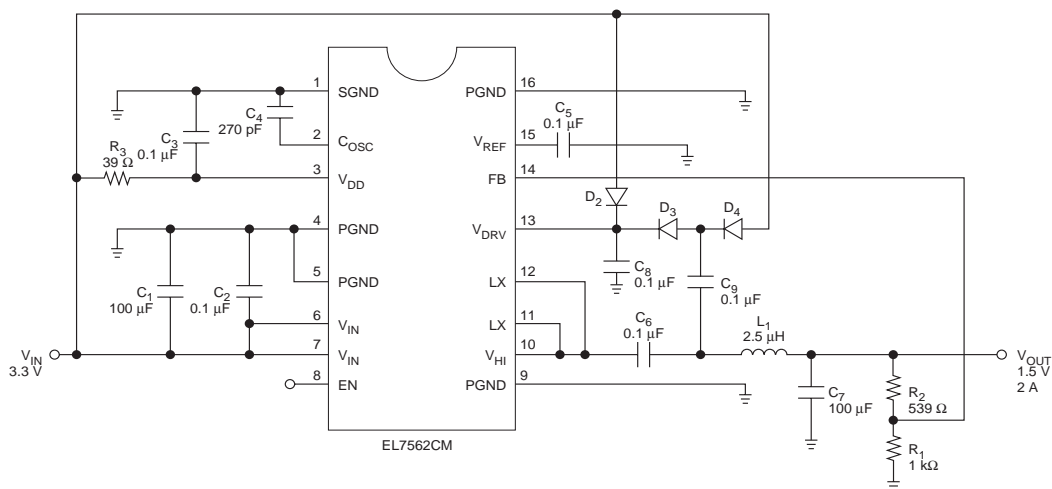 1
SGND
PGND
16
C4
270 pF
C3
0.1 µF
R3
39 Ω
2
COSC
C5
0.1 µF
15
VREF
3
VDD
14
FB
D2
4
PGND
13
VDRV
D3
D4
5
PGND
12
LX
C8
0.1 µF
C9
0.1 µF
C1
100 µF
C2
0.1 µF
6
VIN
11
LX
C6
0.1 µF
L1
2.5 µH
VIN
3.3 V
7
VIN
10
VHI
VOUT
1.5 V
2 A
8
EN
9
PGND
C7
100 µF
R2
539 Ω
R1
1 kΩ
EL7562CM